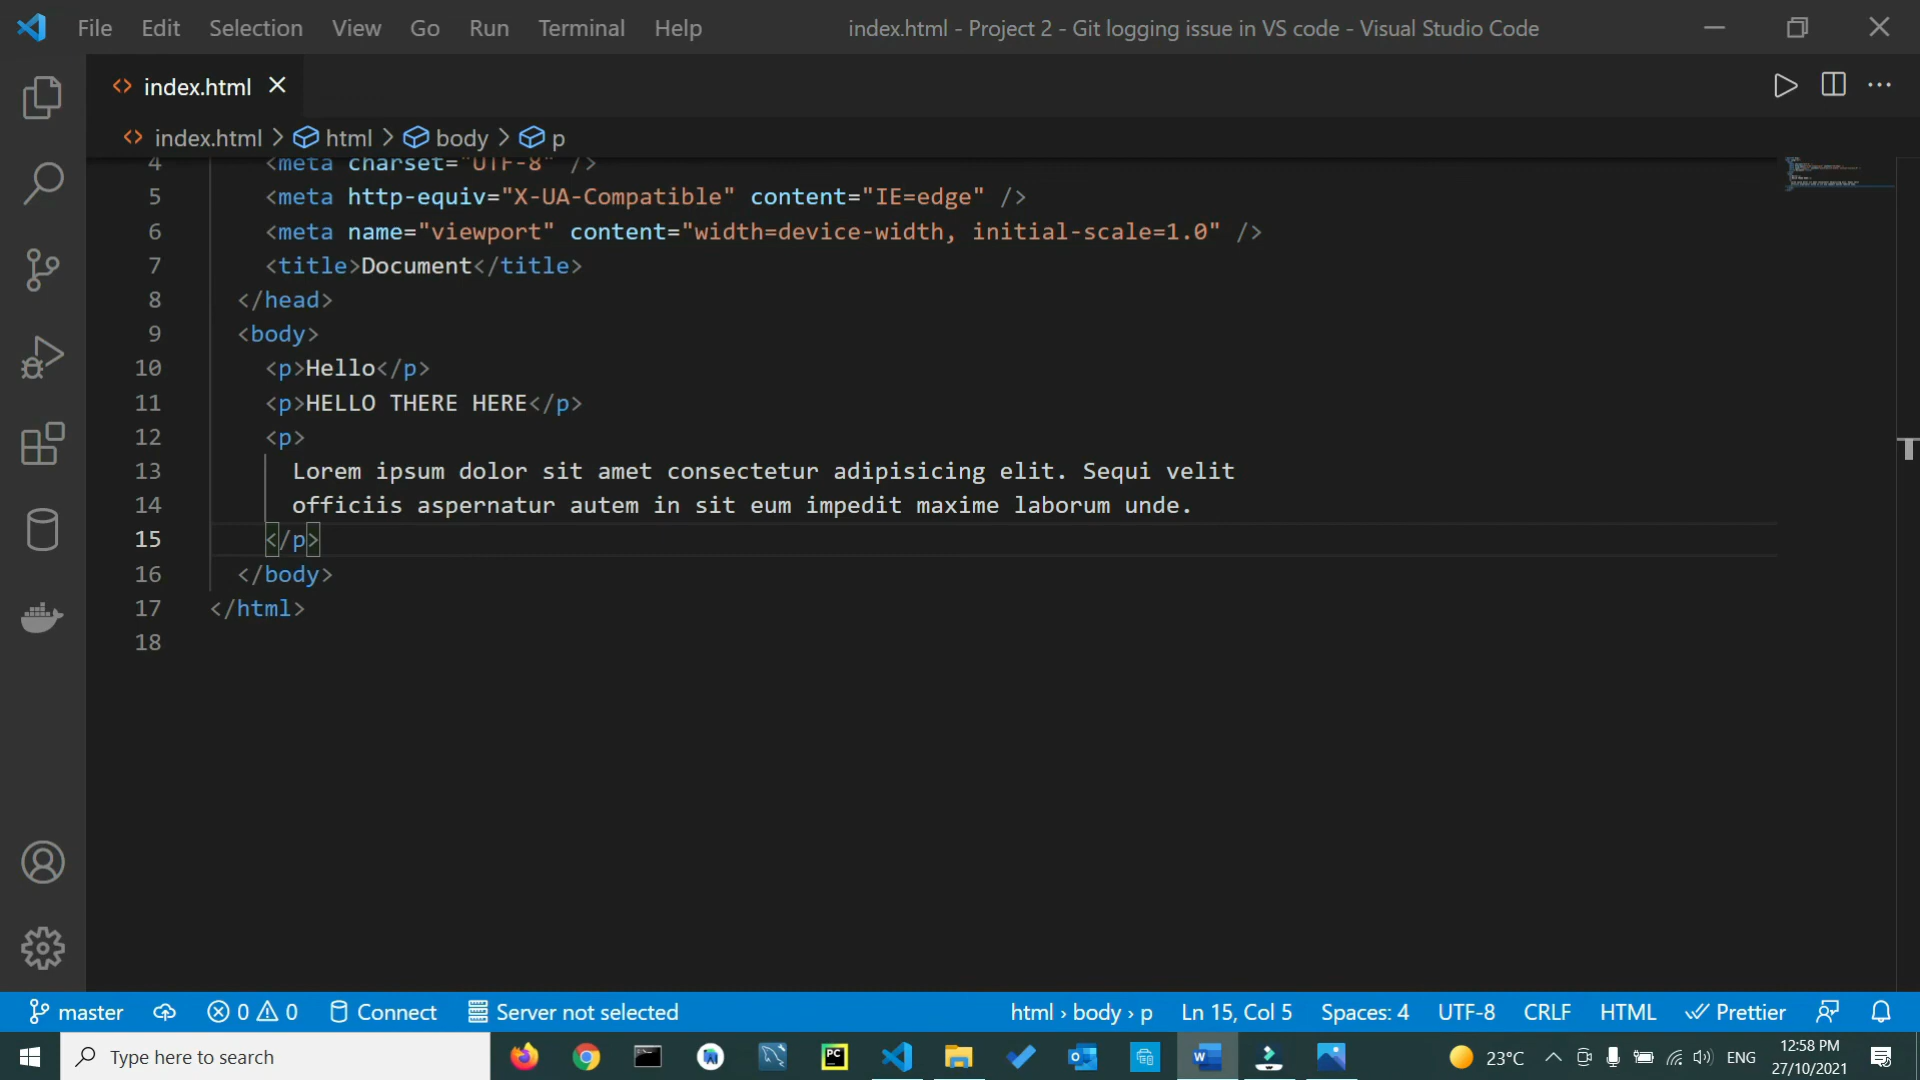 File Edit Selection View Go Run Terminal Help index.html - Project 2 - Git logging issue in VS code - Visual Studio Code
index.html
index.html > html > body > p
4 <meta charset="UTF-8" />
5 <meta http-equiv="X-UA-Compatible" content="IE=edge" />
6 <meta name="viewport" content="width=device-width, initial-scale=1.0" />
7 <title>Document</title>
8 </head>
9 <body>
10 <p>Hello</p>
11 <p>HELLO THERE HERE</p>
12 <p>
13 Lorem ipsum dolor sit amet consectetur adipisicing elit. Sequi velit
14 officiis aspernatur autem in sit eum impedit maxime laborum unde.
15 </p>
16 </body>
17 </html>
18
master 0 0 Connect Server not selected html › body › p Ln 15, Col 5 Spaces: 4 UTF-8 CRLF HTML Prettier
Type here to search PC W 23°C ENG 12:58 PM
27/10/2021